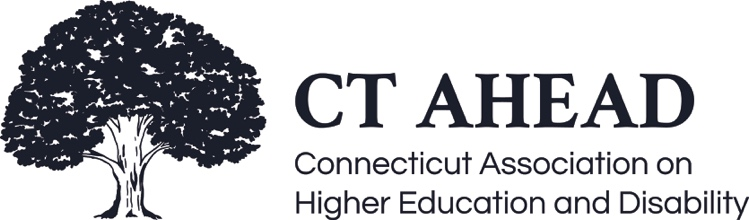 CT AHEAD
Connecticut Association on
Higher Education and Disability